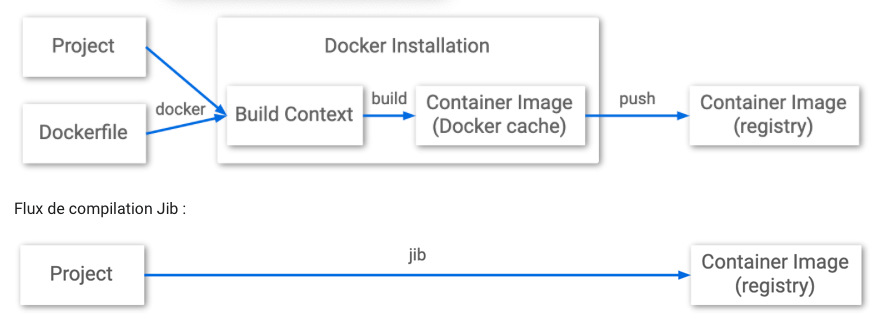 Project
Docker Installation
Dockerfile
docker
Build Context
build
Container Image
(Docker cache)
push
Container Image
(registry)
Flux de compilation Jib :
Project
jib
Container Image
(registry)